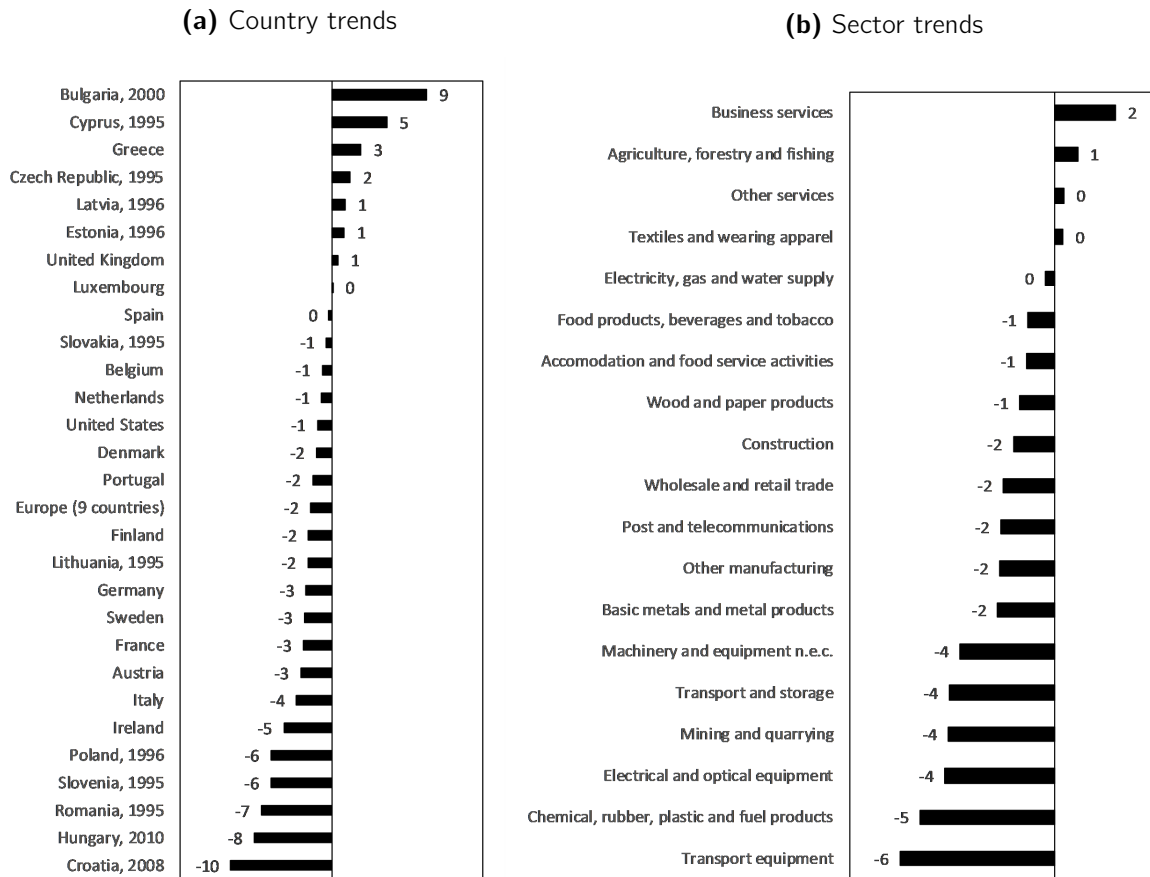 (a) Country trends
Bulgaria, 2000 9
Cyprus, 1995 5
Greece 3
Czech Republic, 1995 2
Latvia, 1996 1
Estonia, 1996 1
United Kingdom 1
Luxembourg 0
Spain 0
Slovakia, 1995 -1
Belgium -1
Netherlands -1
United States -1
Denmark -2
Portugal -2
Europe (9 countries) -2
Finland -2
Lithuania, 1995 -2
Germany -3
Sweden -3
France -3
Austria -3
Italy -4
Ireland -5
Poland, 1996 -6
Slovenia, 1995 -6
Romania, 1995 -7
Hungary, 2010 -8
Croatia, 2008 -10
(b) Sector trends
Business services 2
Agriculture, forestry and fishing 1
Other services 0
Textiles and wearing apparel 0
Electricity, gas and water supply 0
Food products, beverages and tobacco -1
Accomodation and food service activities -1
Wood and paper products -1
Construction -2
Wholesale and retail trade -2
Post and telecommunications -2
Other manufacturing -2
Basic metals and metal products -2
Machinery and equipment n.e.c. -4
Transport and storage -4
Mining and quarrying -4
Electrical and optical equipment -4
Chemical, rubber, plastic and fuel products -5
Transport equipment -6